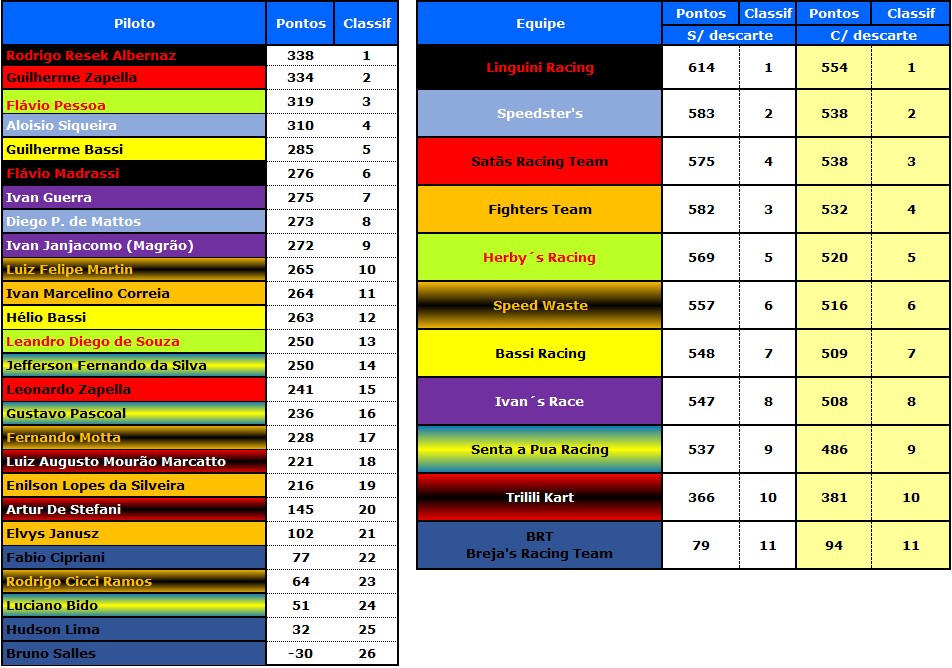 Piloto Pontos Classif
Rodrigo Resek Albernaz 338 1
Guilherme Zapella 334 2
Flávio Pessoa 319 3
Aloisio Siqueira 310 4
Guilherme Bassi 285 5
Flávio Madrassi 276 6
Ivan Guerra 275 7
Diego P. de Mattos 273 8
Ivan Janjacomo (Magrão) 272 9
Luiz Felipe Martin 265 10
Ivan Marcelino Correia 264 11
Hélio Bassi 263 12
Leandro Diego de Souza 250 13
Jefferson Fernando da Silva 250 14
Leonardo Zapella 241 15
Gustavo Pascoal 236 16
Fernando Motta 228 17
Luiz Augusto Mourão Marcatto 221 18
Enilson Lopes da Silveira 216 19
Artur De Stefani 145 20
Elvys Janusz 102 21
Fabio Cipriani 77 22
Rodrigo Cicci Ramos 64 23
Luciano Bido 51 24
Hudson Lima 32 25
Bruno Salles -30 26
Equipe Pontos Classif Pontos Classif
S/ descarte C/ descarte
Linguini Racing 614 1 554 1
Speedster's 583 2 538 2
Satãs Racing Team 575 4 538 3
Fighters Team 582 3 532 4
Herby´s Racing 569 5 520 5
Speed Waste 557 6 516 6
Bassi Racing 548 7 509 7
Ivan´s Race 547 8 508 8
Senta a Pua Racing 537 9 486 9
Trilili Kart 366 10 381 10
BRT
Breja's Racing Team 79 11 94 11